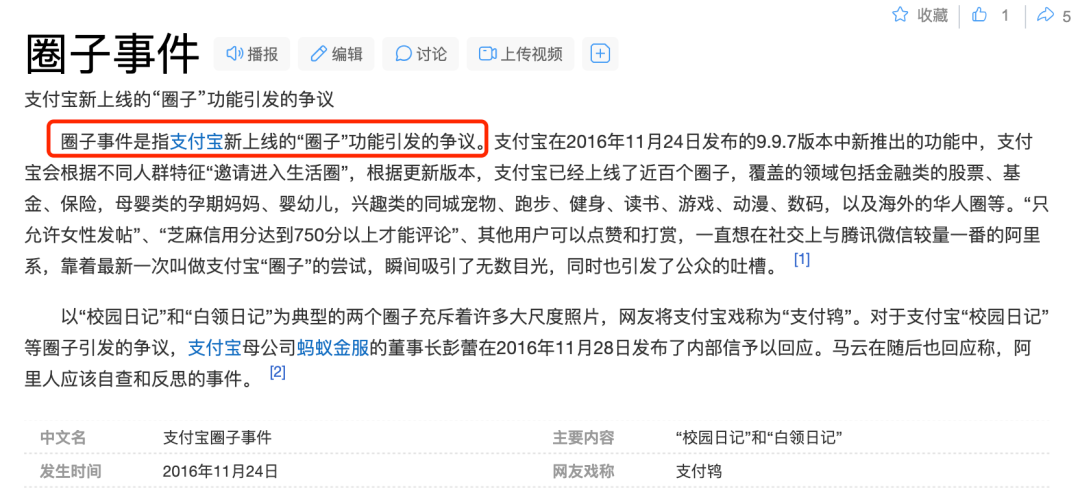 收藏 1 5
圈子事件 播报 编辑 讨论 上传视频
支付宝新上线的“圈子”功能引发的争议
圈子事件是指支付宝新上线的“圈子”功能引发的争议。支付宝在2016年11月24日发布的9.9.7版本中新推出的功能中，支付
宝会根据不同人群特征“邀请进入生活圈”，根据更新版本，支付宝已经上线了近百个圈子，覆盖的领域包括金融类的股票、基
金、保险，母婴类的孕期妈妈、婴幼儿，兴趣类的同城宠物、跑步、健身、读书、游戏、动漫、数码，以及海外的华人圈等。“只
允许女性发帖”、“芝麻信用分达到750分以上才能评论”、其他用户可以点赞和打赏，一直想在社交上与腾讯微信较量一番的阿里
系，靠着最新一次叫做支付宝“圈子”的尝试，瞬间吸引了无数目光，同时也引发了公众的吐槽。 [1]
以“校园日记”和“白领日记”为典型的两个圈子充斥着许多大尺度照片，网友将支付宝戏称为“支付鸨”。对于支付宝“校园日记”
等圈子引发的争议，支付宝母公司蚂蚁金服的董事长彭蕾在2016年11月28日发布了内部信予以回应。马云在随后也回应称，阿
里人应该自查和反思的事件。 [2]
中文名 支付宝圈子事件 主要内容 “校园日记”和“白领日记”
发生时间 2016年11月24日 网友戏称 支付鸨